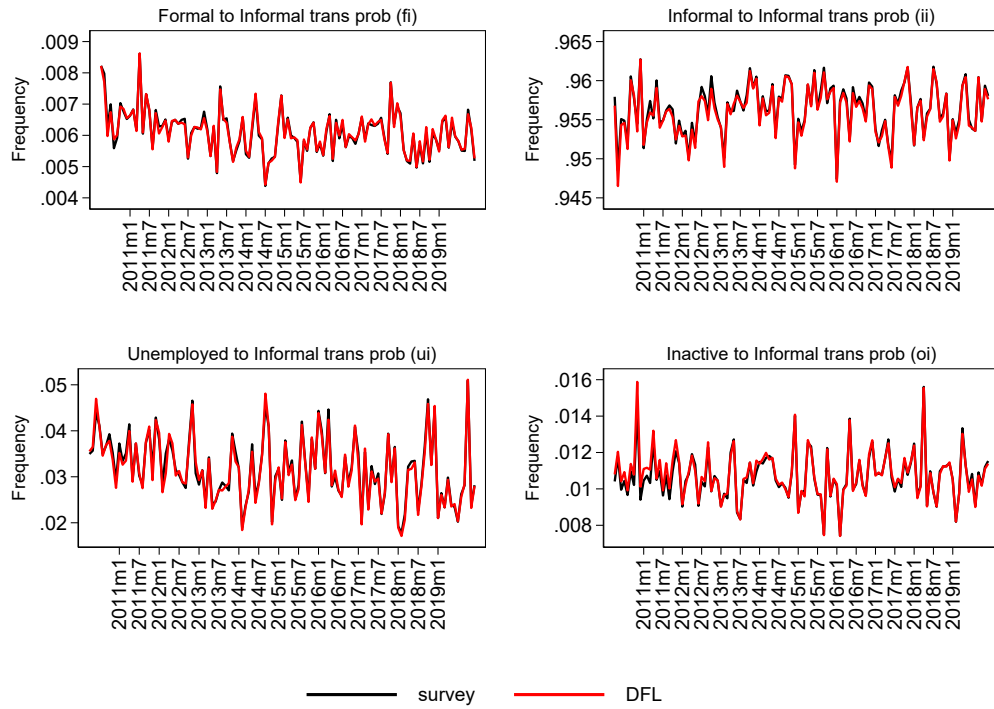 Formal to Informal trans prob (fi)
Frequency
.009
.008
.007
.006
.005
.004
2011m1 2011m7 2012m1 2012m7 2013m1 2013m7 2014m1 2014m7 2015m1 2015m7 2016m1 2016m7 2017m1 2017m7 2018m1 2018m7 2019m1
Informal to Informal trans prob (ii)
Frequency
.965
.96
.955
.95
.945
2011m1 2011m7 2012m1 2012m7 2013m1 2013m7 2014m1 2014m7 2015m1 2015m7 2016m1 2016m7 2017m1 2017m7 2018m1 2018m7 2019m1
Unemployed to Informal trans prob (ui)
Frequency
.05
.04
.03
.02
2011m1 2011m7 2012m1 2012m7 2013m1 2013m7 2014m1 2014m7 2015m1 2015m7 2016m1 2016m7 2017m1 2017m7 2018m1 2018m7 2019m1
Inactive to Informal trans prob (oi)
Frequency
.016
.014
.012
.01
.008
2011m1 2011m7 2012m1 2012m7 2013m1 2013m7 2014m1 2014m7 2015m1 2015m7 2016m1 2016m7 2017m1 2017m7 2018m1 2018m7 2019m1
survey DFL